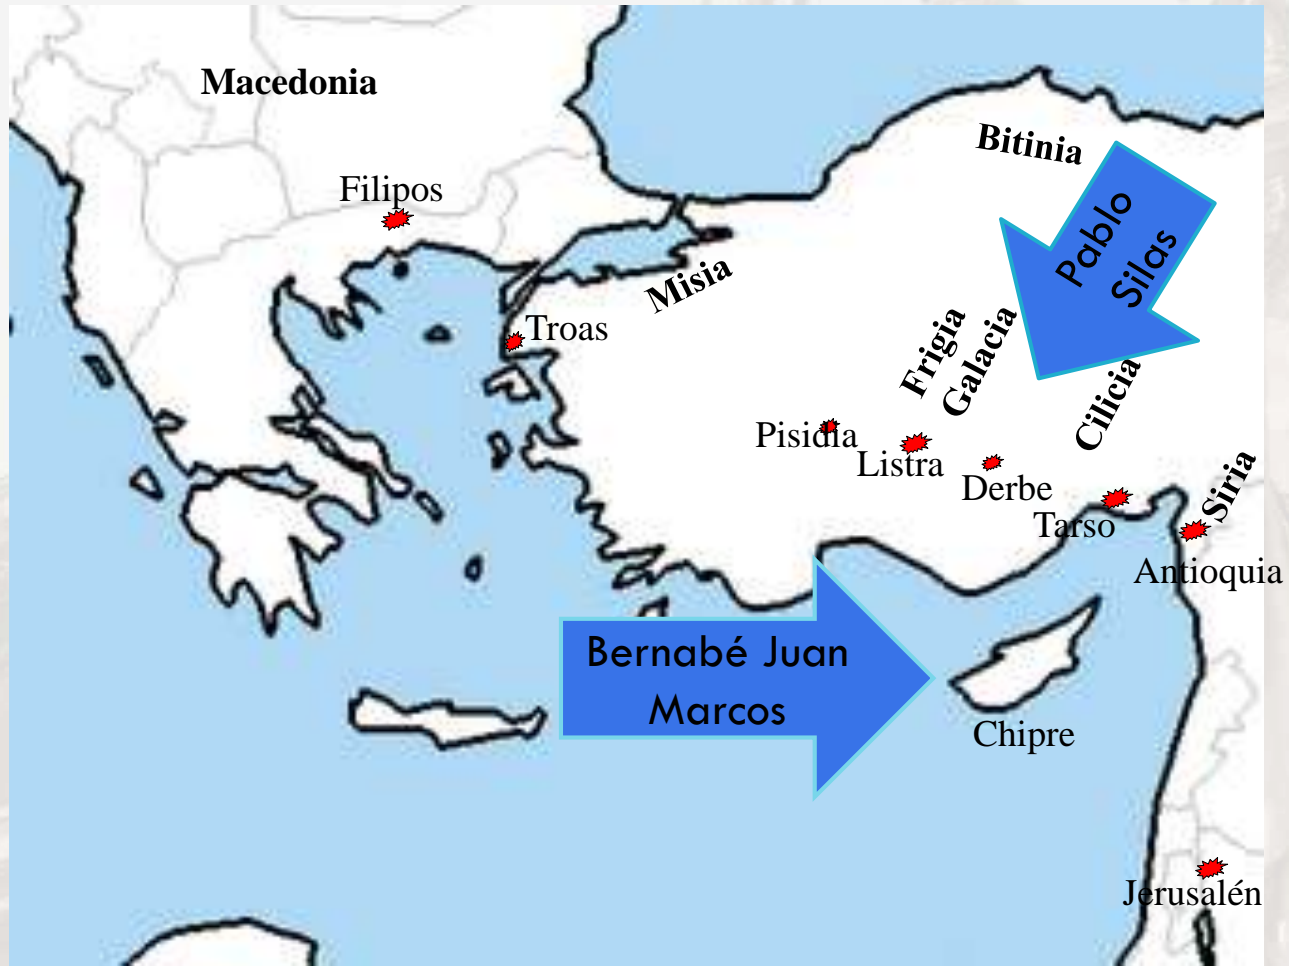 Macedonia
Bitinia
Filipos
Pablo
Silas
Misia
Troas
Frigia
Galacia
Cilicia
Pisidia
Listra
Derbe
Siria
Tarso
Antioquia
Bernabé Juan
Marcos
Chipre
Jerusalén